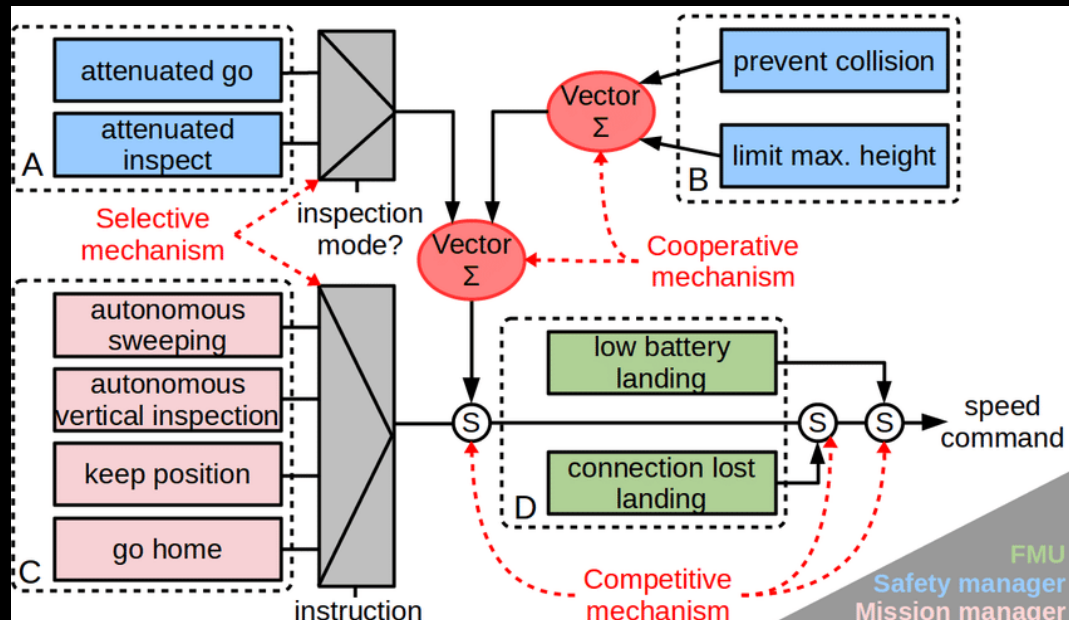 attenuated go
attenuated
inspect
A
inspection
mode?
Selective
mechanism
Vector
Σ
prevent collision
limit max. height
B
Vector
Σ
Cooperative
mechanism
autonomous
sweeping
autonomous
vertical inspection
keep position
go home
C
instruction
S
low battery
landing
connection lost
landing
D
S
S
speed
command
Competitive
mechanism
FMU
Safety manager
Mission manager